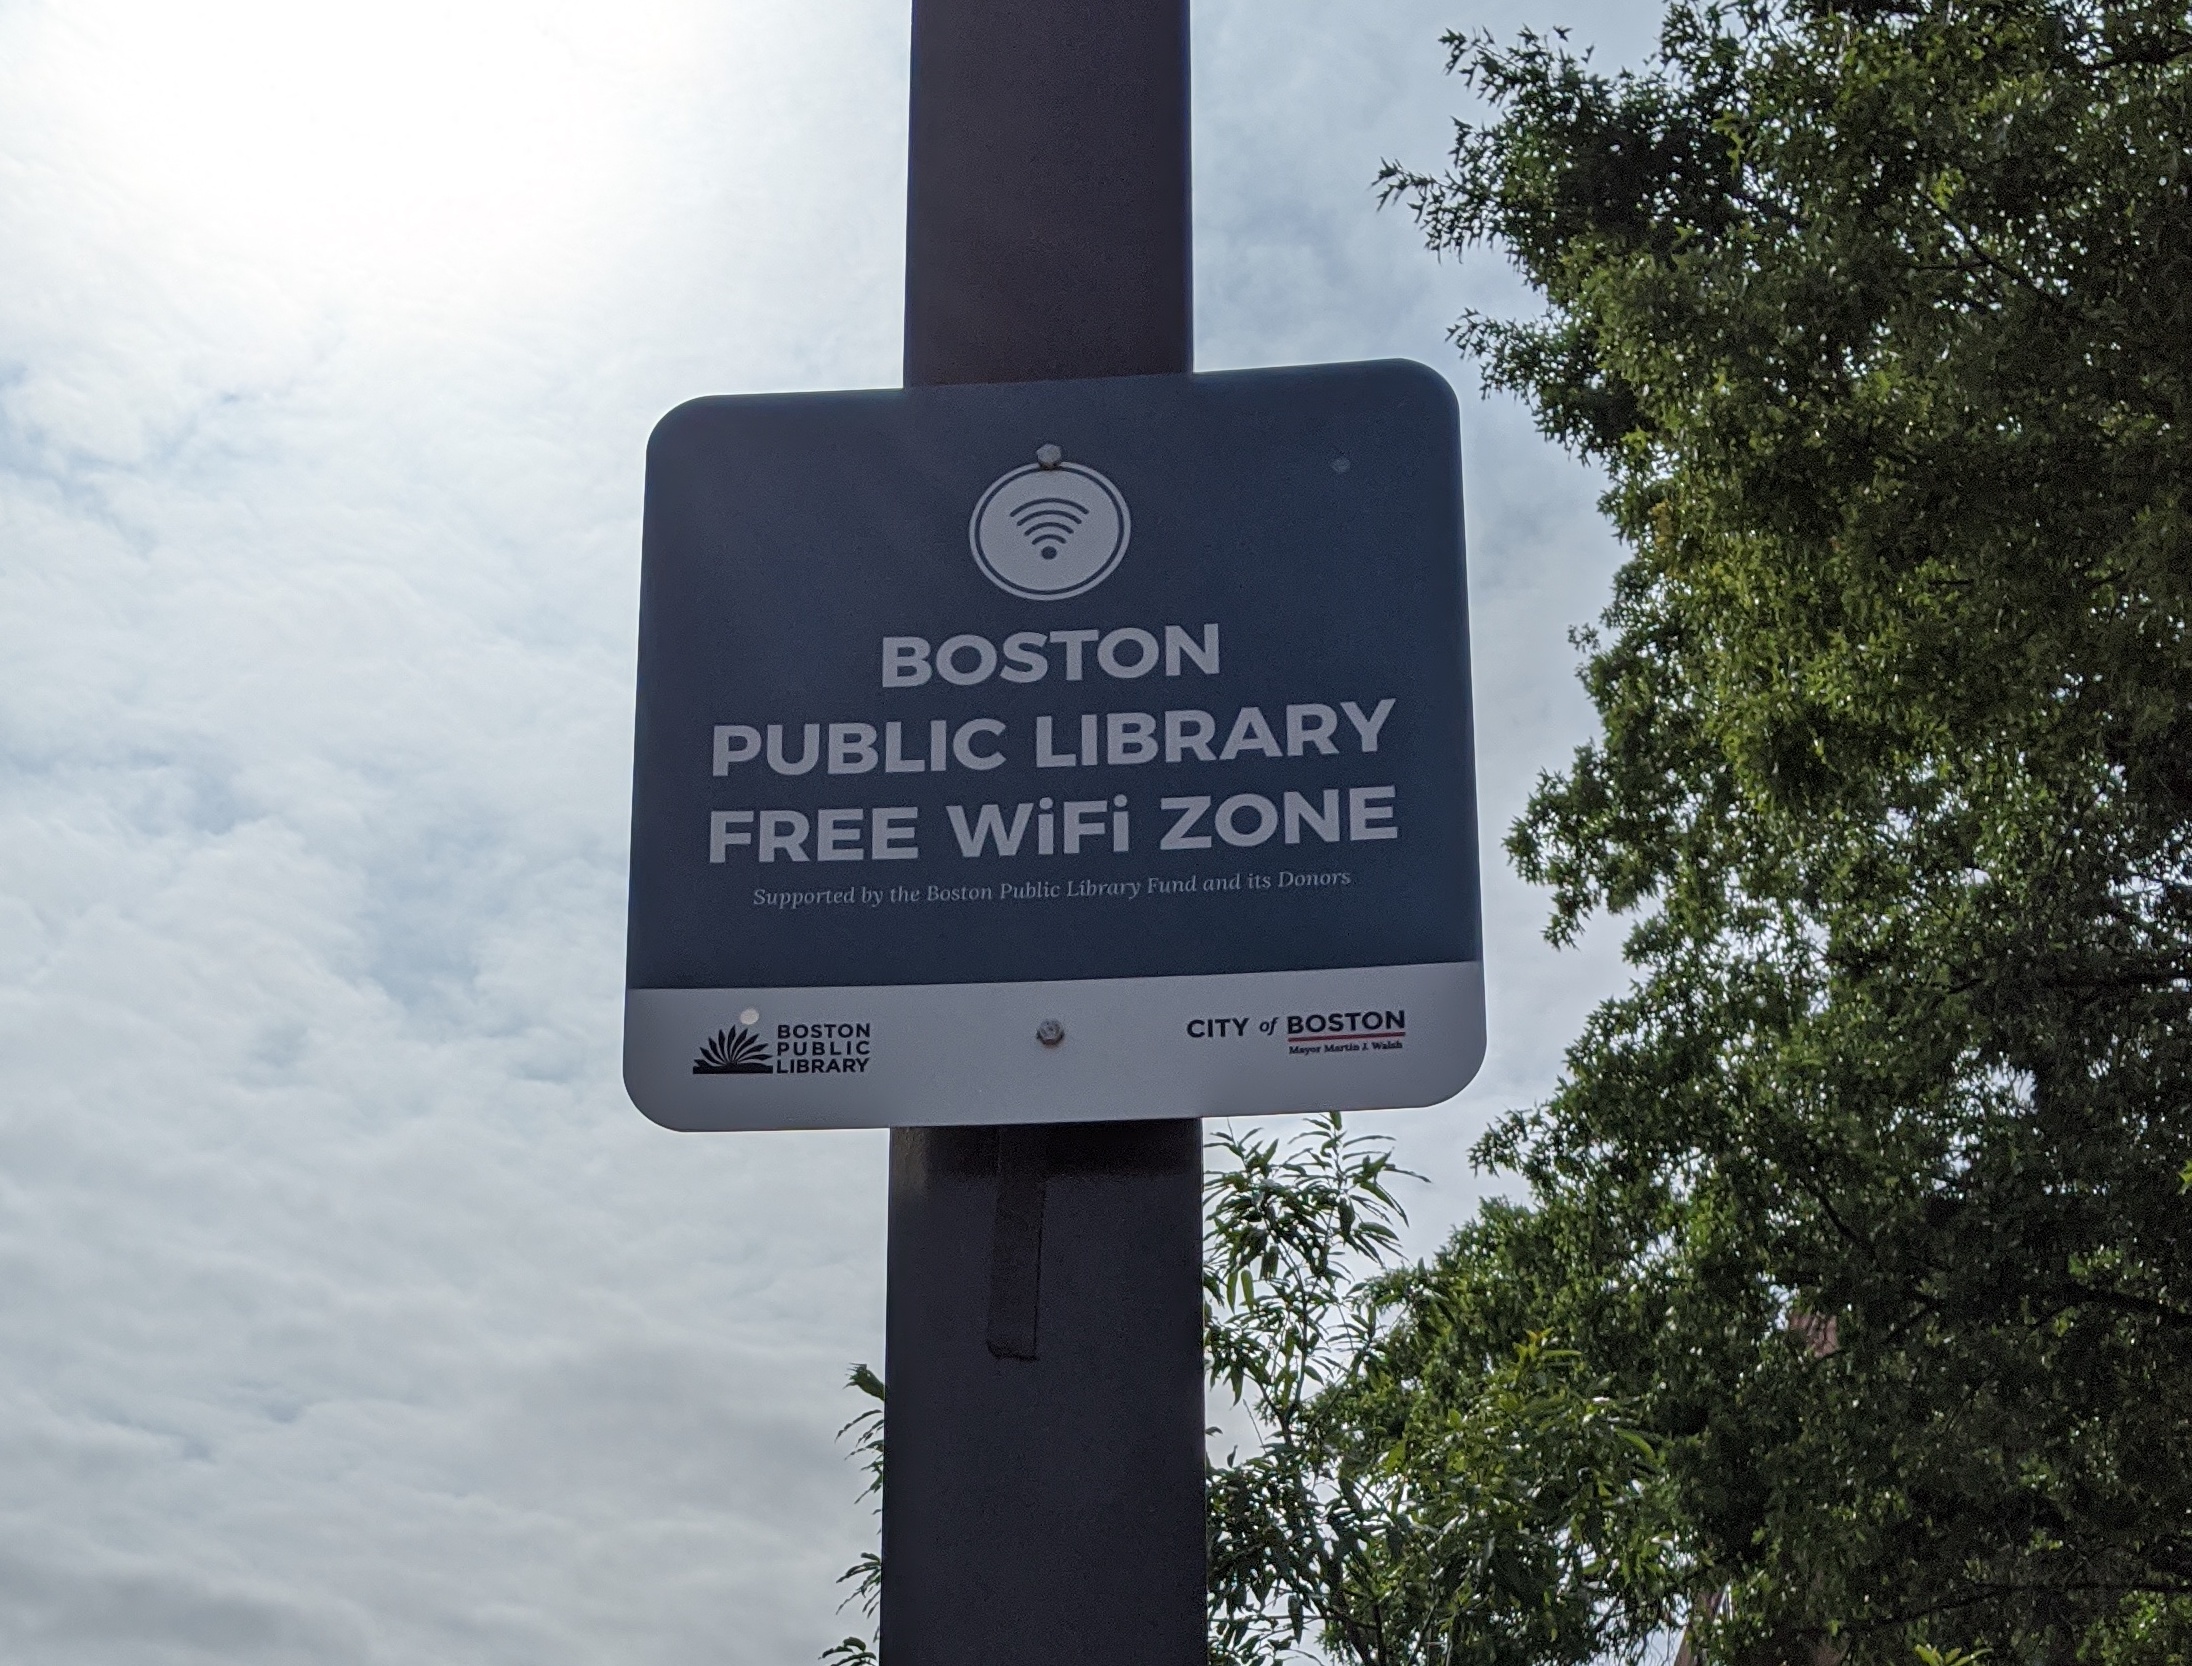 BOSTON
PUBLIC LIBRARY
FREE WiFi ZONE
Supported by the Boston Public Library Fund and its Donors
BOSTON
PUBLIC
LIBRARY
CITY of BOSTON
Mayor Martin J. Walsh